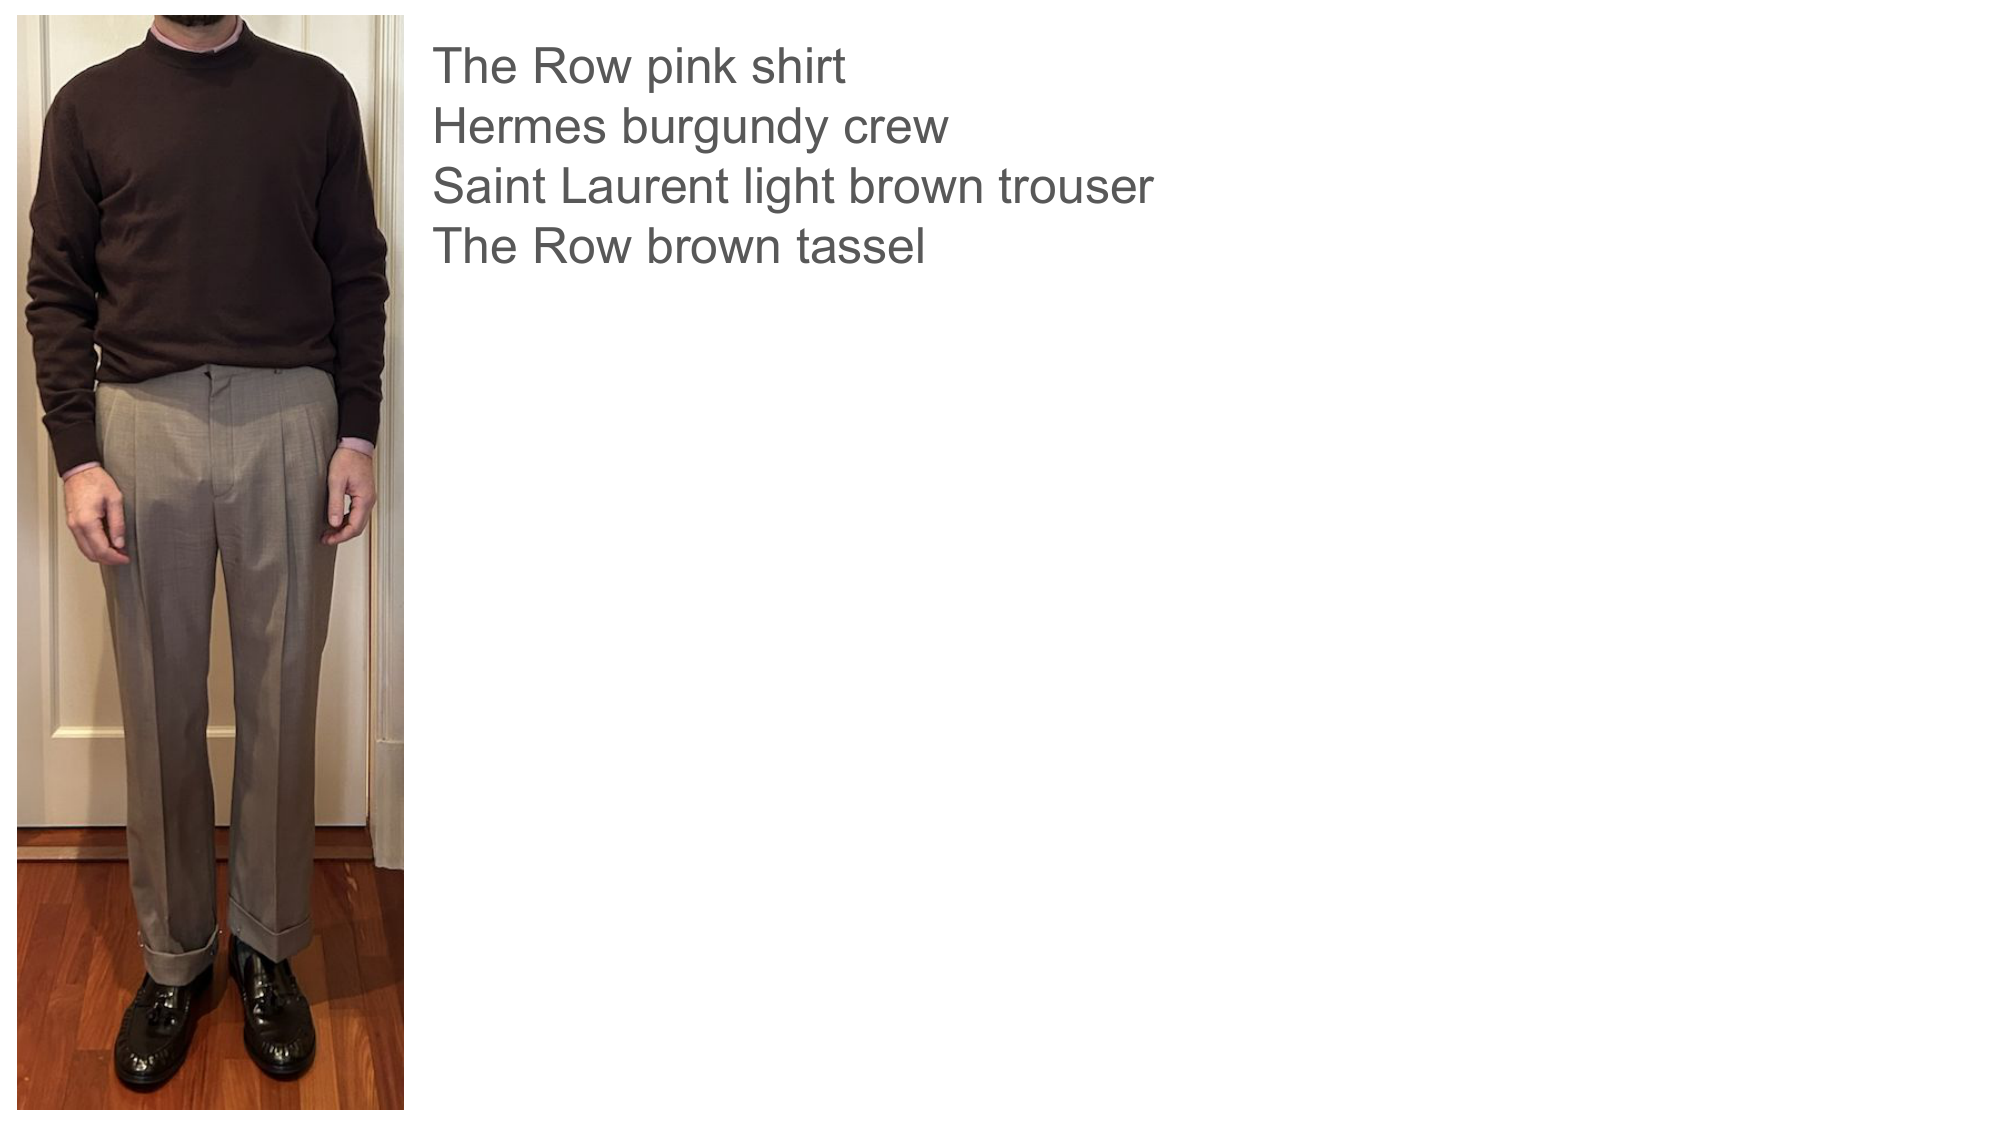 The Row pink shirt
Hermes burgundy crew
Saint Laurent light brown trouser
The Row brown tassel